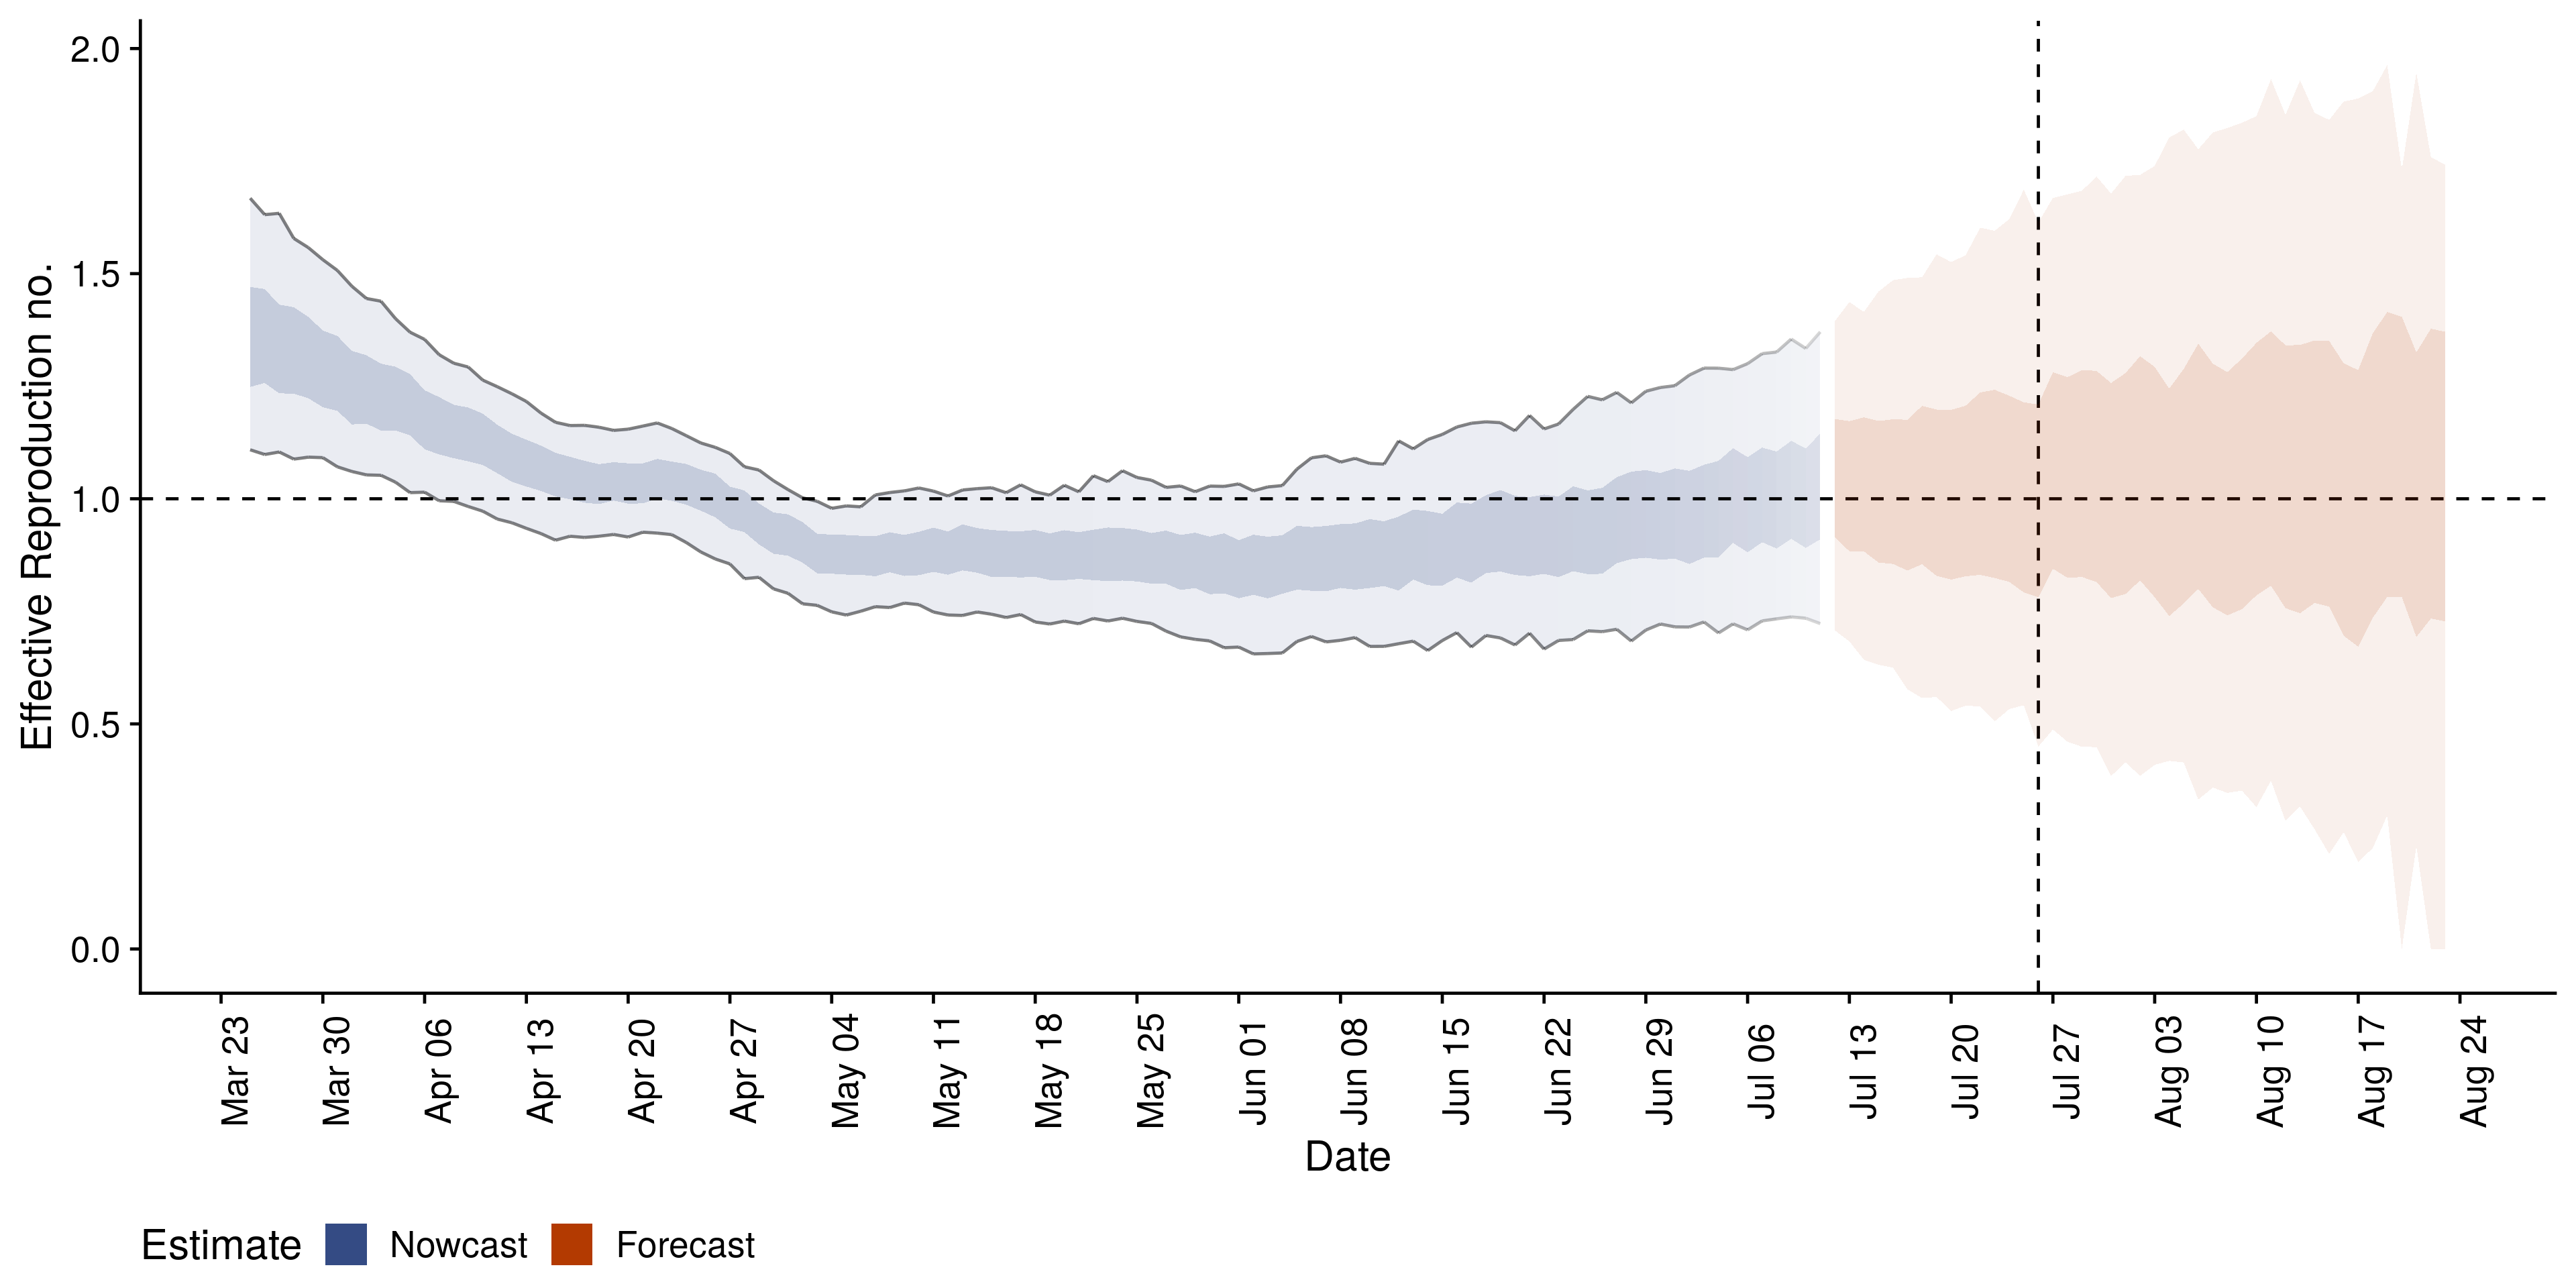 Effective Reproduction no.
2.0
1.5
1.0
0.5
0.0
Mar 23
Mar 30
Apr 06
Apr 13
Apr 20
Apr 27
May 04
May 11
May 18
May 25
Jun 01
Jun 08
Jun 15
Jun 22
Jun 29
Jul 06
Jul 13
Jul 20
Jul 27
Aug 03
Aug 10
Aug 17
Aug 24
Date
Estimate Nowcast Forecast